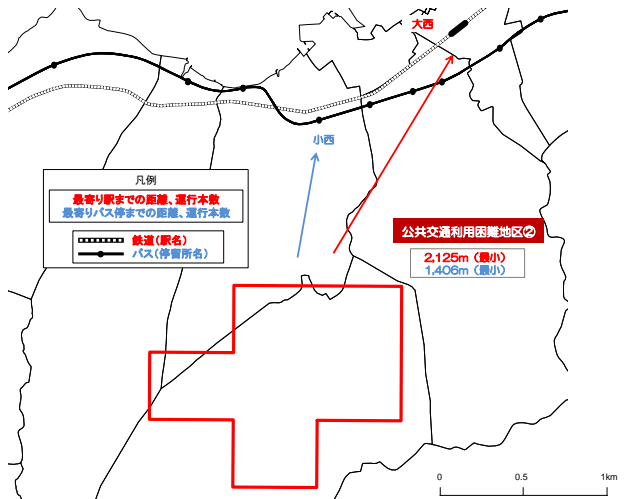 大西
小西
凡例
最寄り駅までの距離、運行本数
最寄りバス停までの距離、運行本数
鉄道(駅名)
バス(停留所名)
公共交通利用困難地区②
2,125m(最小)
1,406m(最小)
0 0.5 1km